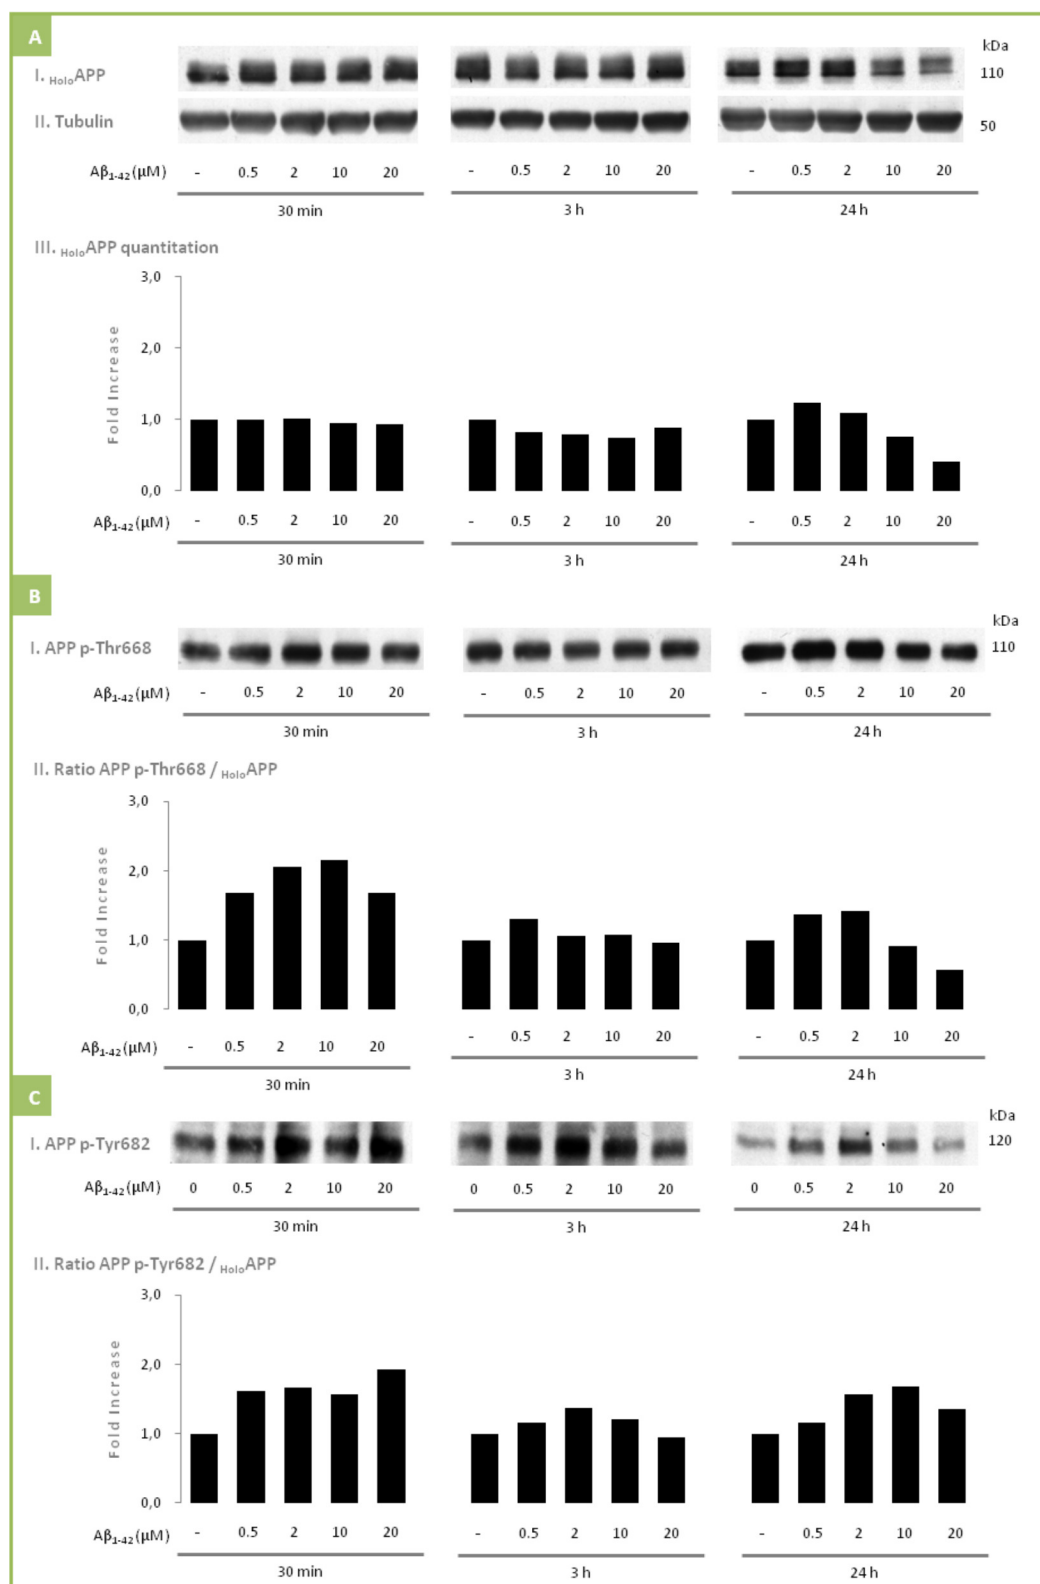 A
kDa
I. HoloAPP
110
II. Tubulin
50
Aβ1-42(μM) - 0.5 2 10 20 - 0.5 2 10 20 - 0.5 2 10 20
30 min 3 h 24 h
III. HoloAPP quantitation
3,0
2,0
1,0
0,0
Fold Increase
Aβ1-42(μM) - 0.5 2 10 20 - 0.5 2 10 20 - 0.5 2 10 20
30 min 3 h 24 h
B
kDa
I. APP p-Thr668
110
Aβ1-42(μM) - 0.5 2 10 20 - 0.5 2 10 20 - 0.5 2 10 20
30 min 3 h 24 h
II. Ratio APP p-Thr668 / HoloAPP
3,0
2,0
1,0
0,0
Fold Increase
Aβ1-42(μM) - 0.5 2 10 20 - 0.5 2 10 20 - 0.5 2 10 20
30 min 3 h 24 h
C
kDa
I. APP p-Tyr682
120
Aβ1-42(μM) 0 0.5 2 10 20 0 0.5 2 10 20 0 0.5 2 10 20
30 min 3 h 24 h
II. Ratio APP p-Tyr682 / HoloAPP
3,0
2,0
1,0
0,0
Fold Increase
Aβ1-42(μM) - 0.5 2 10 20 - 0.5 2 10 20 - 0.5 2 10 20
30 min 3 h 24 h